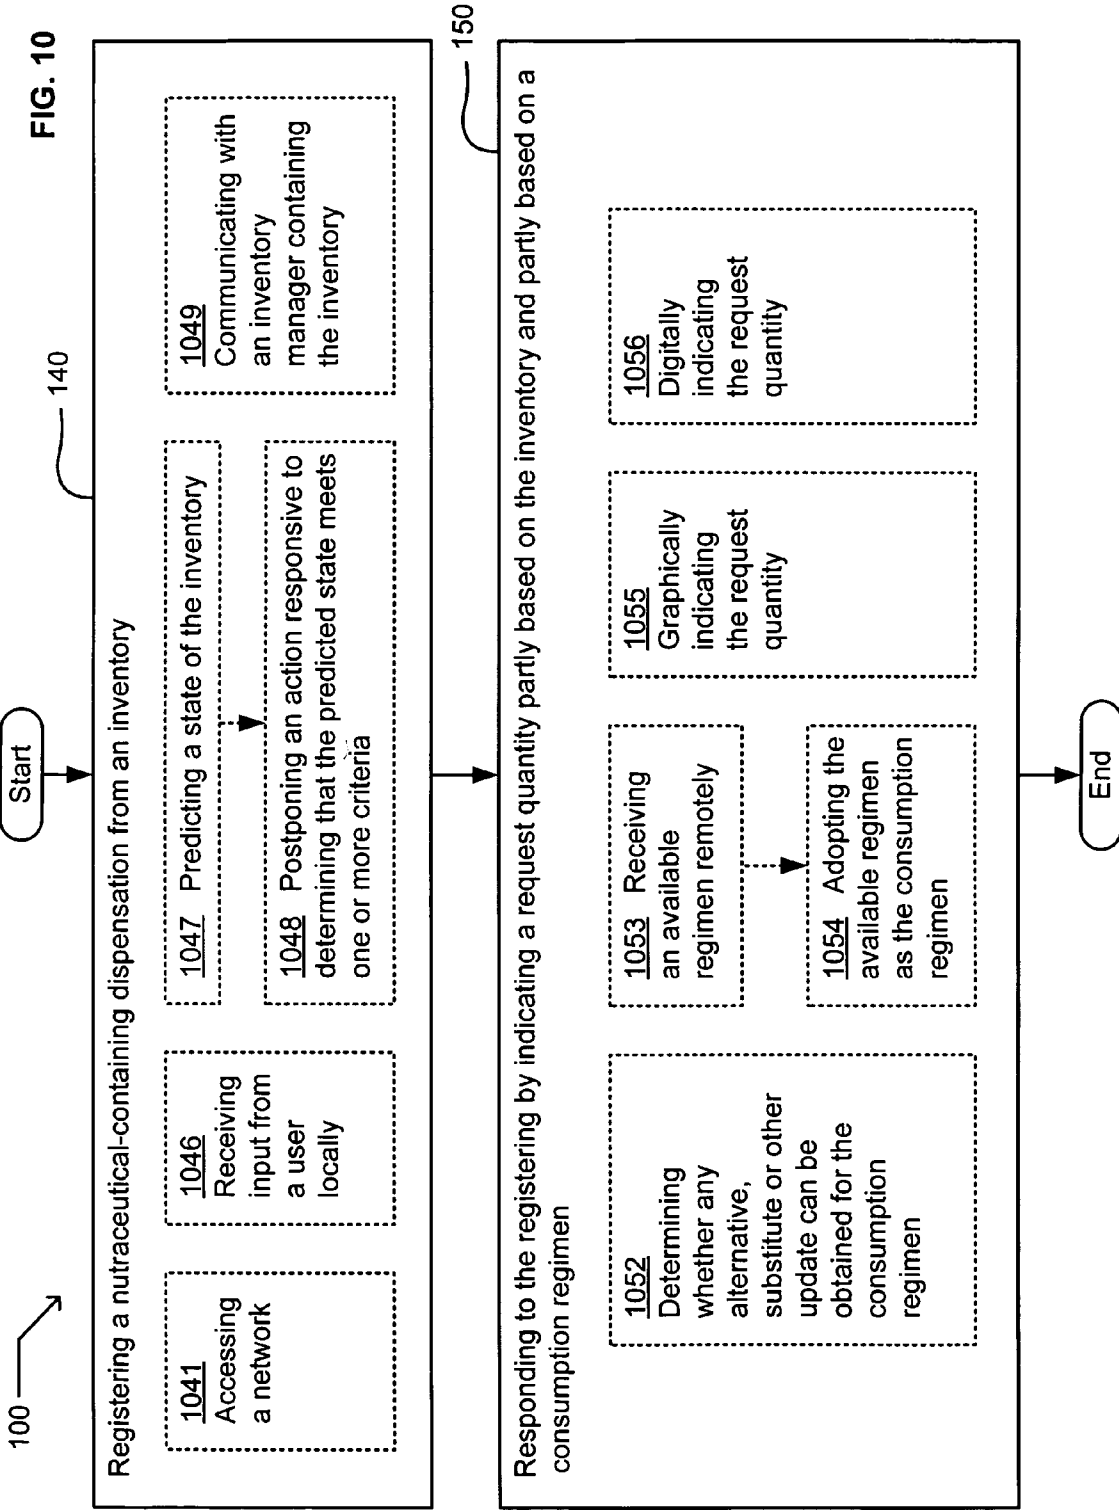 FIG. 10
100
Start
140
Registering a nutraceutical-containing dispensation from an inventory
1041
Accessing
a network
1046
Receiving
input from
a user
locally
1047 Predicting a state of the inventory
1048 Postponing an action responsive to
determining that the predicted state meets
one or more criteria
1049
Communicating with
an inventory
manager containing
the inventory
150
Responding to the registering by indicating a request quantity partly based on the inventory and partly based on a
consumption regimen
1052
Determining
whether any
alternative,
substitute or other
update can be
obtained for the
consumption
regimen
1053 Receiving
an available
regimen remotely
1054 Adopting the
available regimen
as the consumption
regimen
1055
Graphically
indicating
the request
quantity
1056
Digitally
indicating
the request
quantity
End